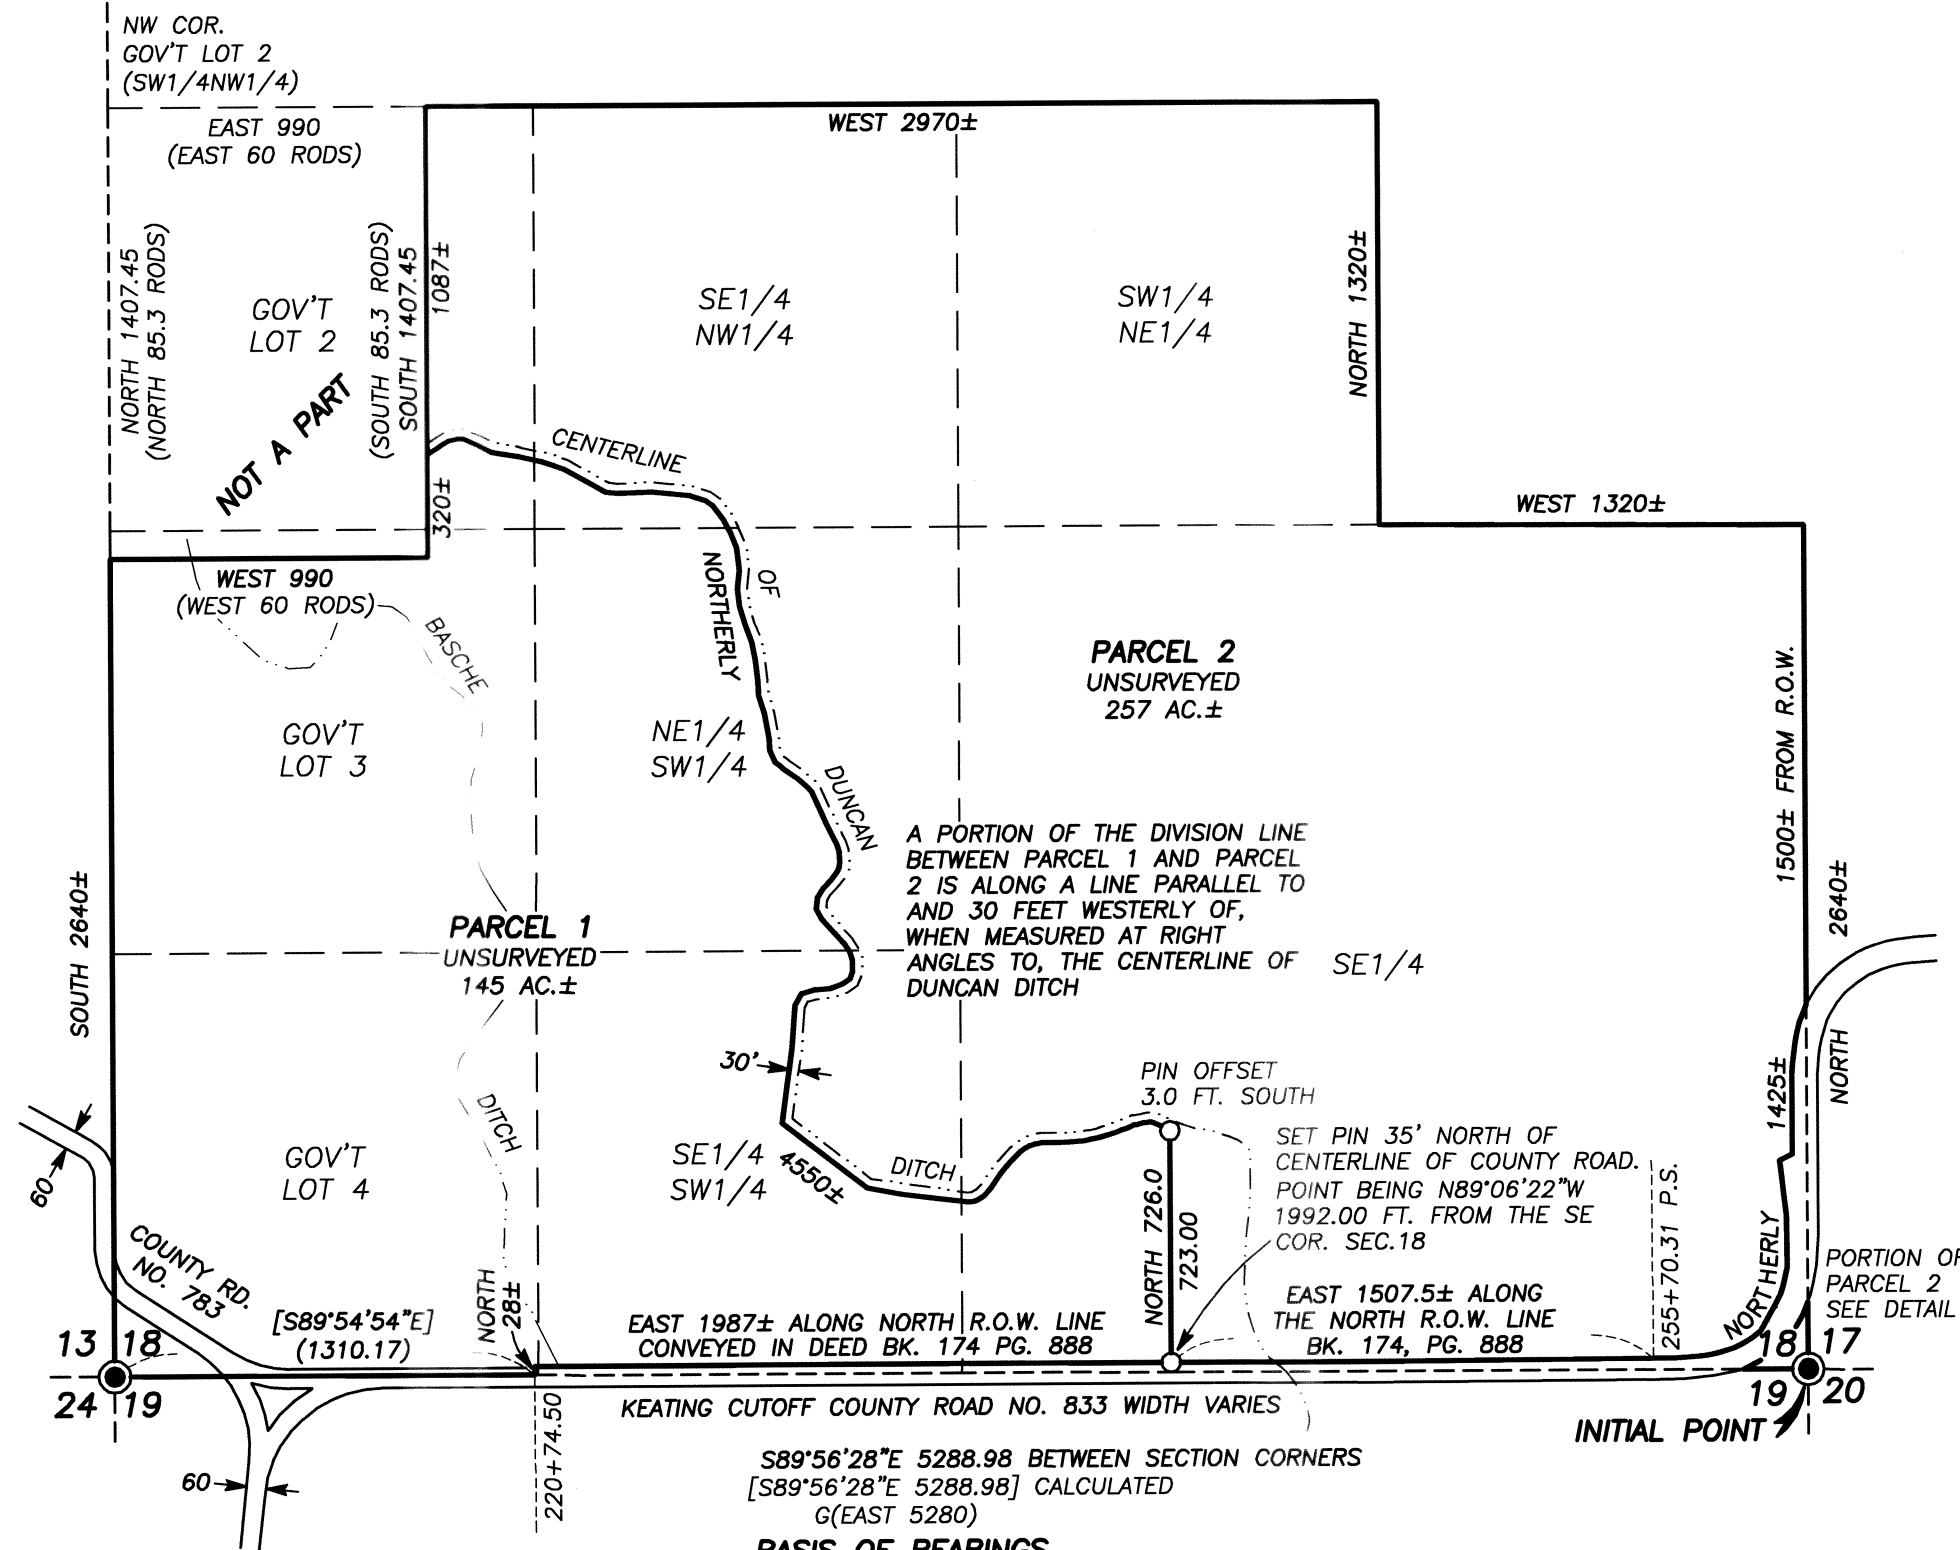 NW COR.
GOV'T LOT 2
(SW1/4NW1/4)
EAST 990
(EAST 60 RODS)
WEST 2970±
NORTH 1407.45
(NORTH 85.3 RODS)
GOV'T
LOT 2
(SOUTH 85.3 RODS)
SOUTH 1407.45
1087±
NOT A PART
SE1/4
NW1/4
SW1/4
NE1/4
NORTH 1320±
CENTERLINE
320±
WEST 1320±
WEST 990
(WEST 60 RODS)
BASCHE
NORTHERLY
OF
PARCEL 2
UNSURVEYED
257 AC.±
1500± FROM R.O.W.
GOV'T
LOT 3
NE1/4
SW1/4
DUNCAN
A PORTION OF THE DIVISION LINE
BETWEEN PARCEL 1 AND PARCEL
2 IS ALONG A LINE PARALLEL TO
AND 30 FEET WESTERLY OF,
WHEN MEASURED AT RIGHT
ANGLES TO, THE CENTERLINE OF
DUNCAN DITCH
SE1/4
SOUTH 2640±
PARCEL 1
UNSURVEYED
145 AC.±
NORTH 2640±
30'
1425±
PIN OFFSET
3.0 FT. SOUTH
DITCH
GOV'T
LOT 4
SE1/4
SW1/4
4550±
DITCH
NORTH 726.0
723.00
SET PIN 35' NORTH OF
CENTERLINE OF COUNTY ROAD.
POINT BEING N89°06'22"W
1992.00 FT. FROM THE SE
COR. SEC.18
255+70.31 P.S.
60
COUNTY RD.
NO. 783
[S89°54'54"E]
(1310.17)
NORTH
28±
EAST 1987± ALONG NORTH R.O.W. LINE
CONVEYED IN DEED BK. 174 PG. 888
EAST 1507.5± ALONG
THE NORTH R.O.W. LINE
BK. 174, PG. 888
NORTHERLY
PORTION OF
PARCEL 2
SEE DETAIL
13 18
24 19
18 17
19 20
220+74.50
KEATING CUTOFF COUNTY ROAD NO. 833 WIDTH VARIES
INITIAL POINT
60
S89°56'28"E 5288.98 BETWEEN SECTION CORNERS
[S89°56'28"E 5288.98] CALCULATED
G(EAST 5280)
BASIS OF BEARINGS